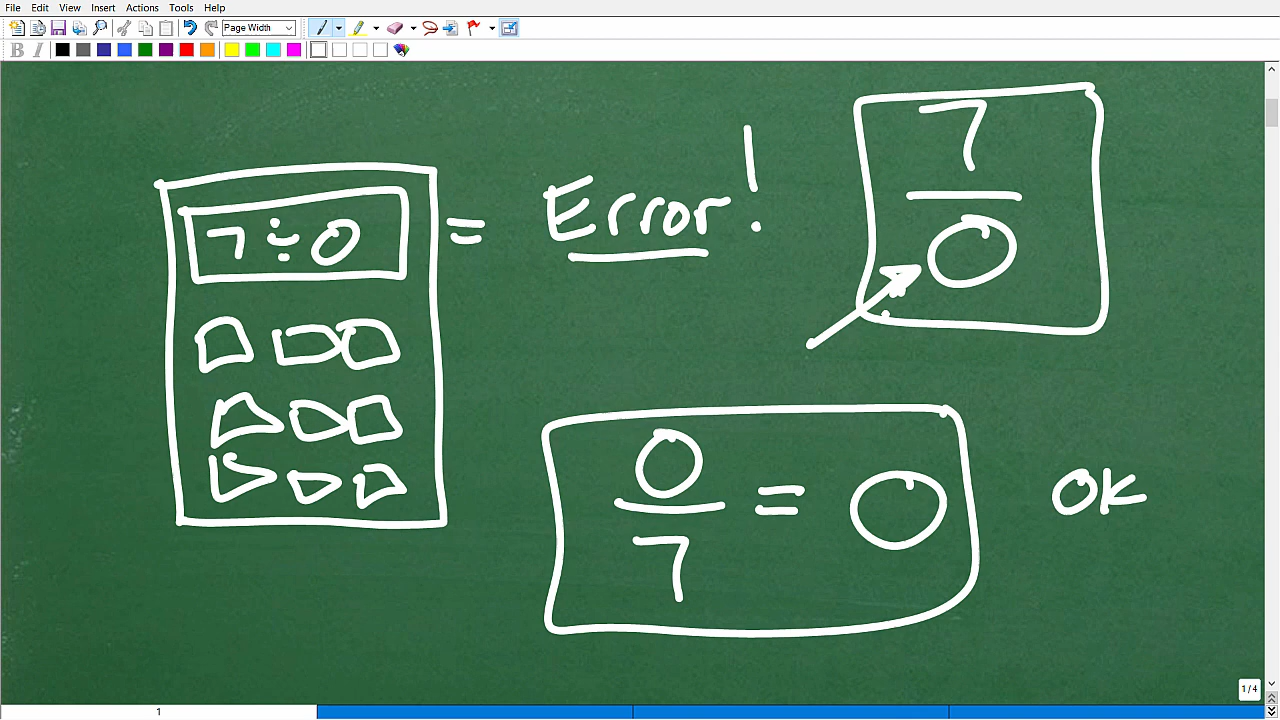 File Edit View Insert Actions Tools Help
Page Width
B I
7 ÷ 0 = Error!
7
0
0
7
= 0
OK
1/4
1